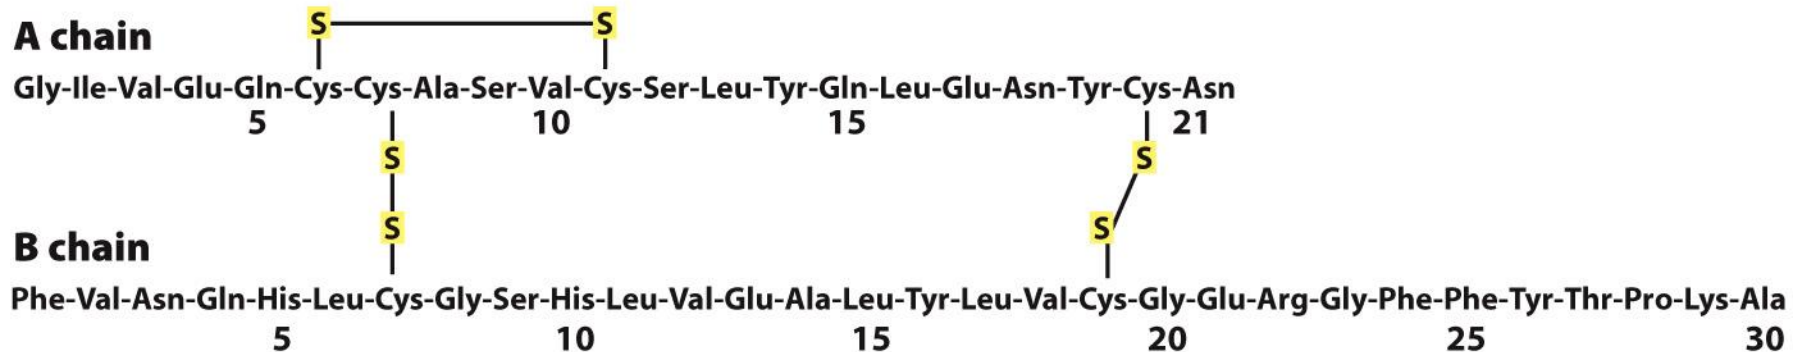 S S
A chain
Gly-Ile-Val-Glu-Gln-Cys-Cys-Ala-Ser-Val-Cys-Ser-Leu-Tyr-Gln-Leu-Glu-Asn-Tyr-Cys-Asn
5 10 15 21
S S
S S
B chain
Phe-Val-Asn-Gln-His-Leu-Cys-Gly-Ser-His-Leu-Val-Glu-Ala-Leu-Tyr-Leu-Val-Cys-Gly-Glu-Arg-Gly-Phe-Phe-Tyr-Thr-Pro-Lys-Ala
5 10 15 20 25 30